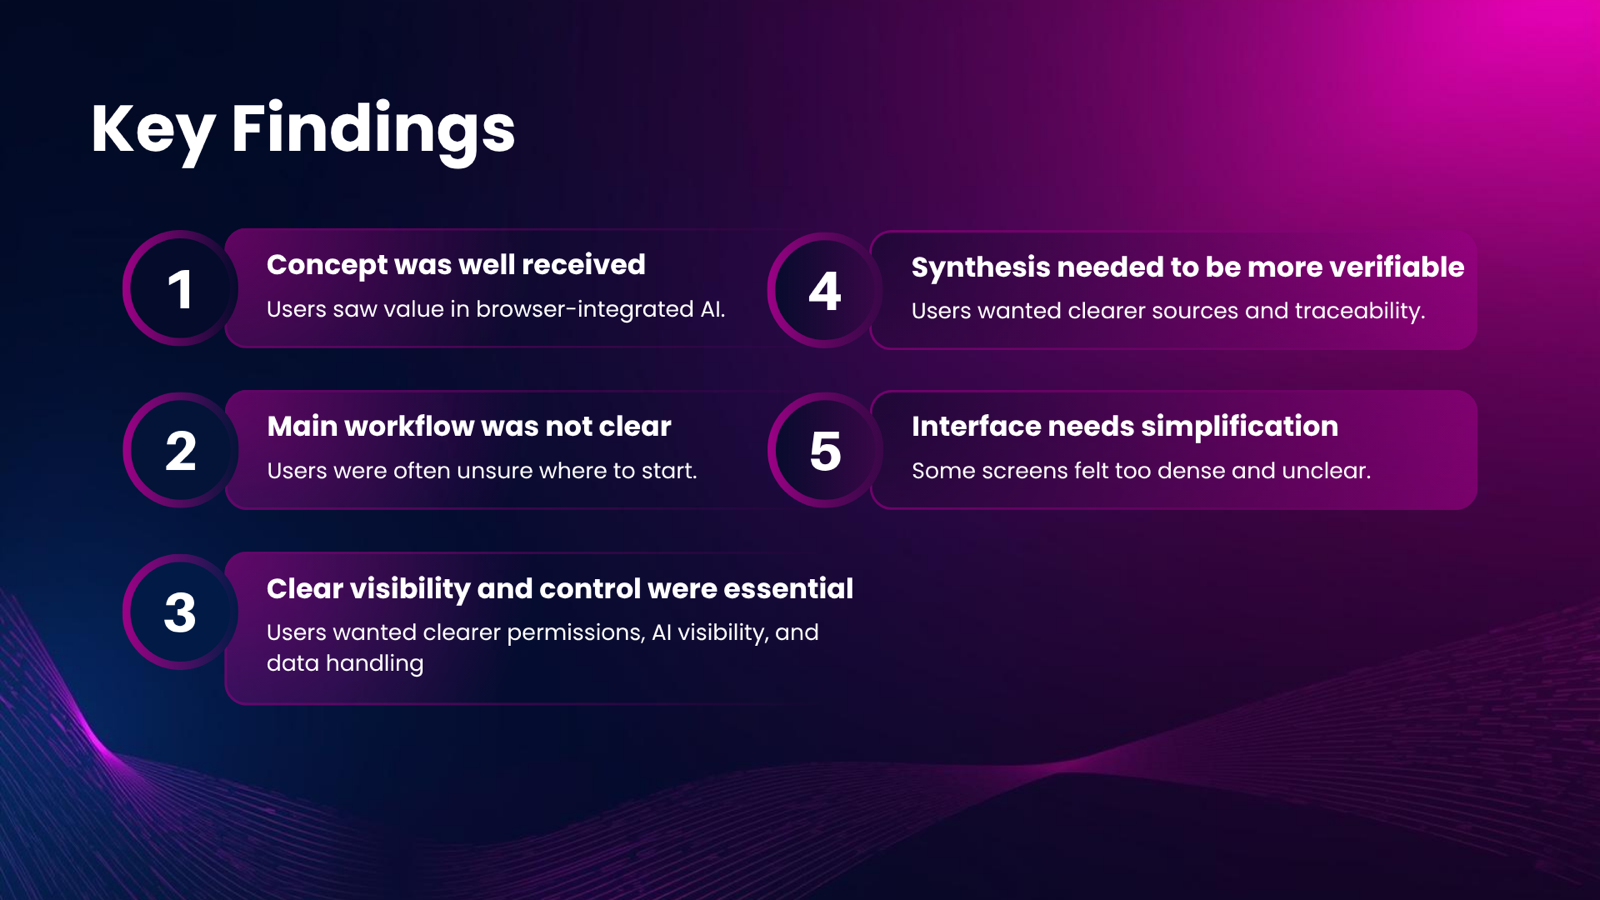 Key Findings
1
Concept was well received
Users saw value in browser-integrated AI.
2
Main workflow was not clear
Users were often unsure where to start.
3
Clear visibility and control were essential
Users wanted clearer permissions, AI visibility, and
data handling
4
Synthesis needed to be more verifiable
Users wanted clearer sources and traceability.
5
Interface needs simplification
Some screens felt too dense and unclear.